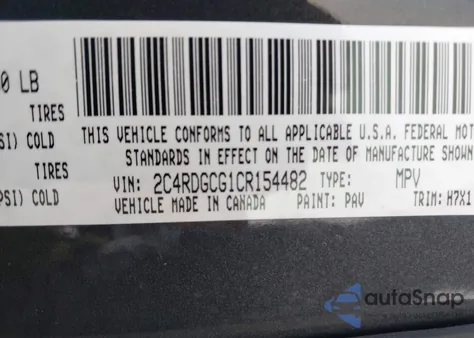 0 LB
TIRES
SI) COLD
TIRES
PSI) COLD
THIS VEHICLE CONFORMS TO ALL APPLICABLE U.S.A. FEDERAL MOT
STANDARDS IN EFFECT ON THE DATE OF MANUFACTURE SHOWN
VIN: 2C4RDGCG1CR154482 TYPE: MPV
VEHICLE MADE IN CANADA PAINT: PAV TRIM: H7X1
autoSnap